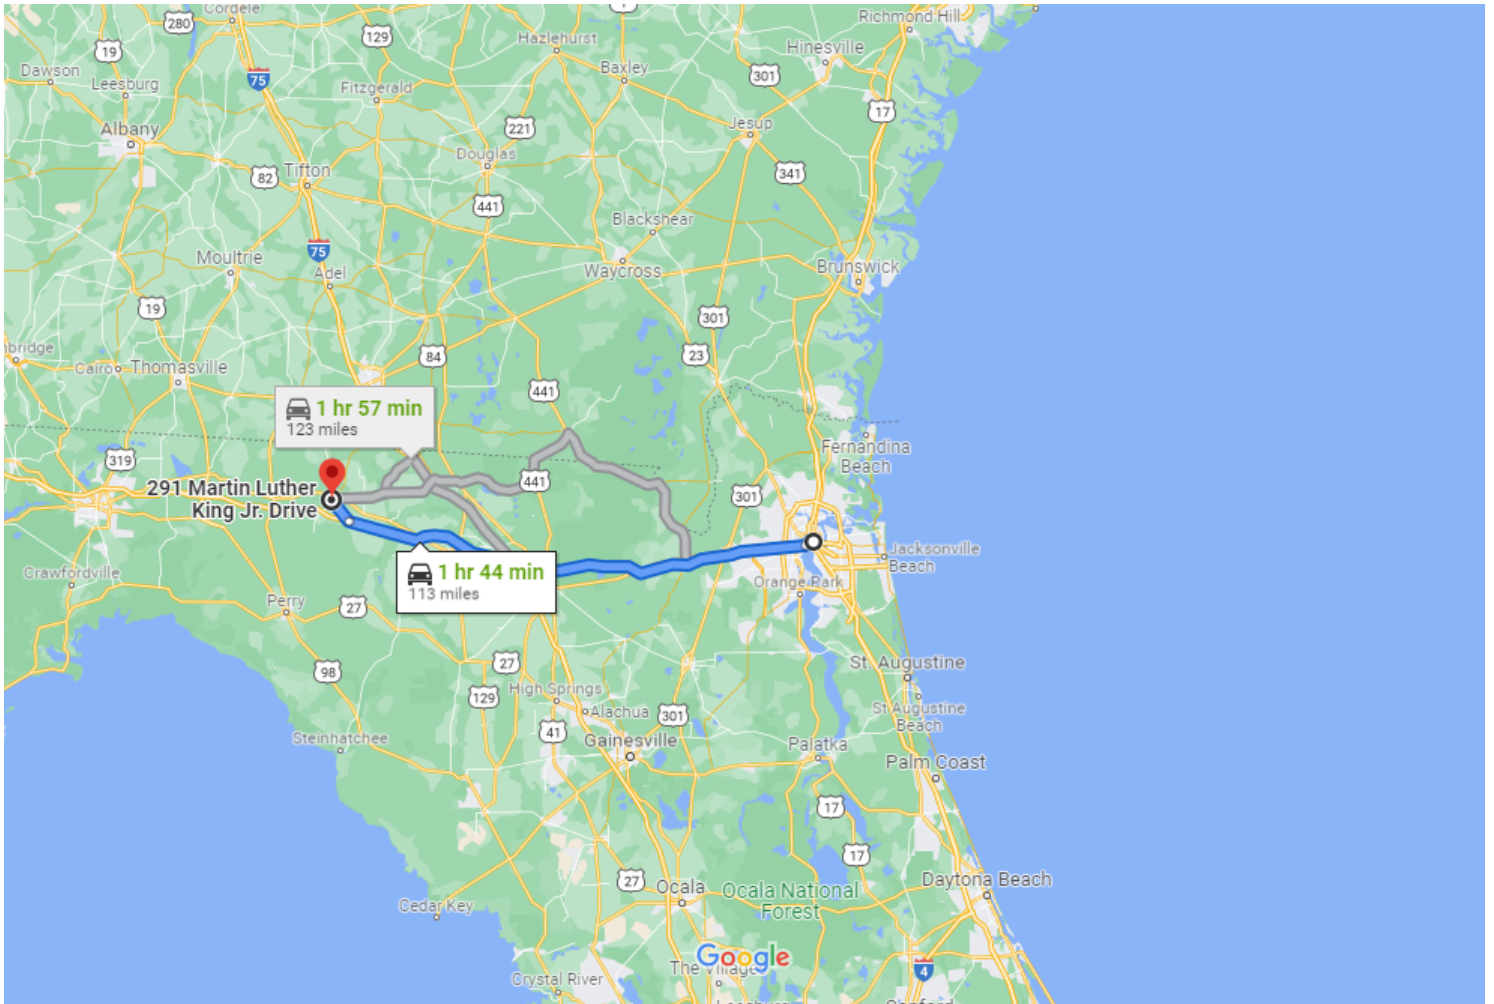 Cordele
Richmond Hill
280
129
Hazlehurst
Hinesville
19
Dawson
Leesburg
75
Fitzgerald
Baxley
301
17
Albany
221
Jesup
Douglas
82
Tifton
341
441
Blackshear
75
Moultrie
Adel
Waycross
Brunswick
19
301
23
84
Cairo
Thomasville
441
1 hr 57 min
123 miles
Fernandina
Beach
319
441
301
291 Martin Luther
King Jr. Drive
Jacksonville
Beach
1 hr 44 min
113 miles
Orange Park
Crawfordville
Perry
27
98
27
St. Augustine
High Springs
129
Alachua
301
St Augustine
Beach
41
Gainesville
Steinhatchee
Palatka
Palm Coast
17
17
27
Ocala
Ocala National
Forest
Daytona Beach
Cedar Key
Google
The Village
4
Crystal River